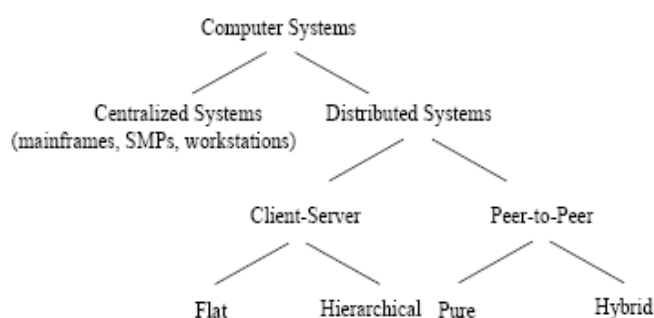 Computer Systems
Centralized Systems
(mainframes, SMPs, workstations)
Distributed Systems
Client-Server
Peer-to-Peer
Flat
Hierarchical
Pure
Hybrid